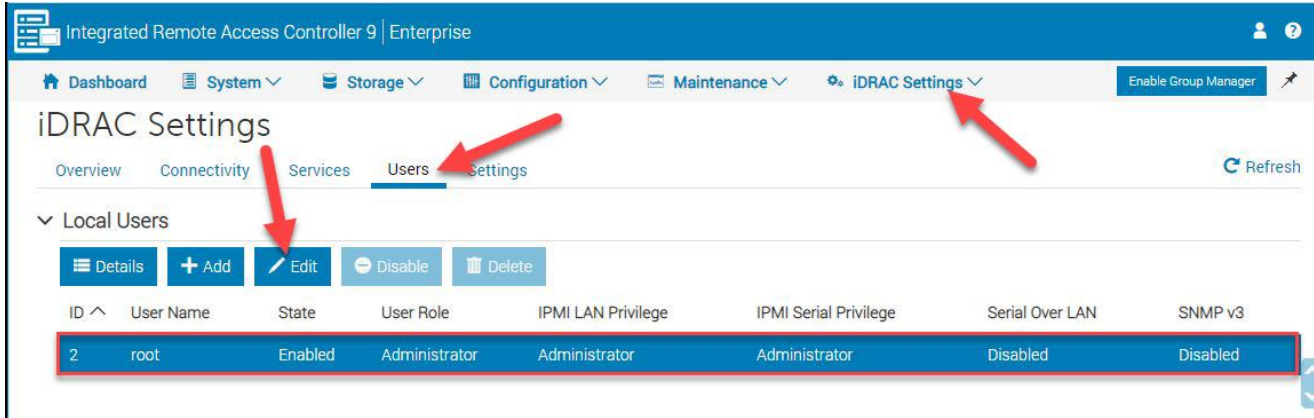 Integrated Remote Access Controller 9 | Enterprise
Dashboard System Storage Configuration Maintenance iDRAC Settings Enable Group Manager
iDRAC Settings
Overview Connectivity Services Users Settings Refresh
Local Users
Details + Add Edit Disable Delete
ID User Name State User Role IPMI LAN Privilege IPMI Serial Privilege Serial Over LAN SNMP v3
2 root Enabled Administrator Administrator Administrator Disabled Disabled